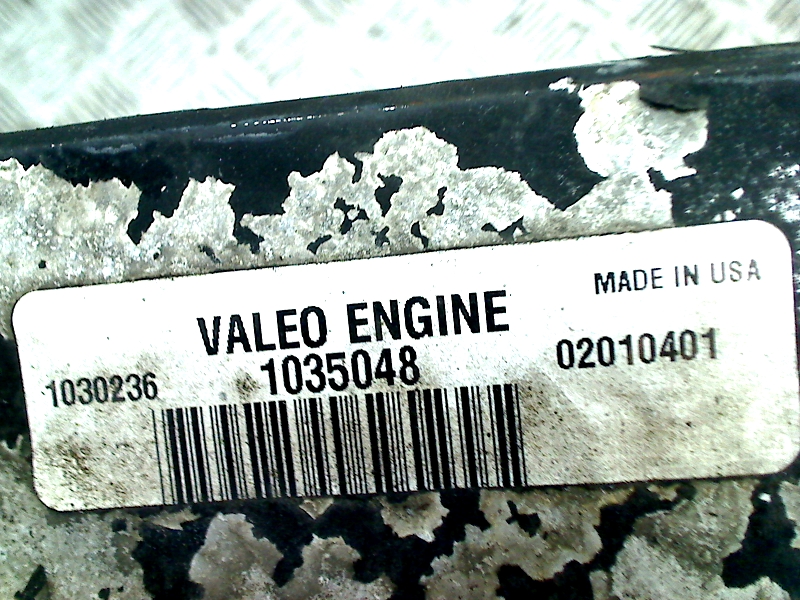 MADE IN USA
VALEO ENGINE
1030236 1035048 02010401